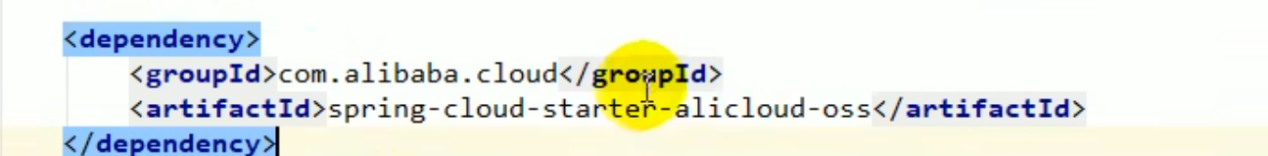 <dependency>
<groupId>com.alibaba.cloud</groupId>
<artifactId>spring-cloud-starter-alicloud-oss</artifactId>
</dependency>